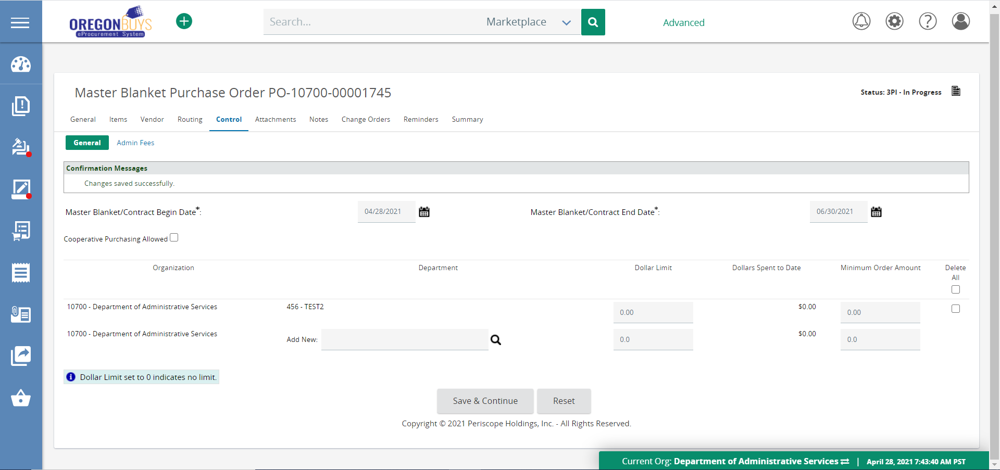 OREGONBUYS
eProcurement System
Search...
Marketplace
Advanced
Master Blanket Purchase Order PO-10700-00001745
Status: 3PI - In Progress
General Items Vendor Routing Control Attachments Notes Change Orders Reminders Summary
General Admin Fees
Confirmation Messages
Changes saved successfully.
Master Blanket/Contract Begin Date*: 04/28/2021 Master Blanket/Contract End Date*: 06/30/2021
Cooperative Purchasing Allowed
Organization Department Dollar Limit Dollars Spent to Date Minimum Order Amount Delete
All
10700 - Department of Administrative Services 456 - TEST2 0.00 $0.00 0.00
10700 - Department of Administrative Services Add New: 0.0 $0.00 0.0
Dollar Limit set to 0 indicates no limit.
Save & Continue Reset
Copyright © 2021 Periscope Holdings, Inc. - All Rights Reserved.
Current Org: Department of Administrative Services | April 28, 2021 7:43:40 AM PST